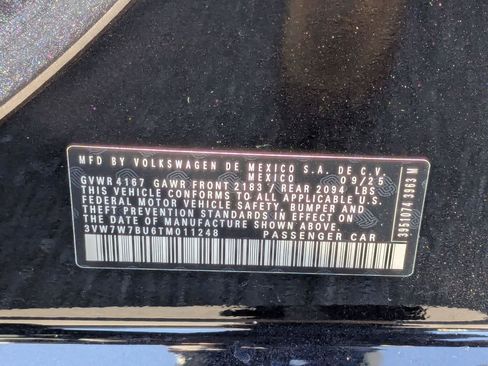 MFD BY VOLKSWAGEN DE MEXICO S.A. DE C.V.
MEXICO 09/25
GVWR 4167 GAWR FRONT 2183 / REAR 2094 LBS
THIS VEHICLE CONFORMS TO ALL APPLICABLE U.S.
FEDERAL MOTOR VEHICLE SAFETY, BUMPER AND
THEFT PREVENTION STANDARDS IN EFFECT ON
THE DATE OF MANUFACTURE SHOWN ABOVE.
3VW7W7BU6TM011248 PASSENGER CAR